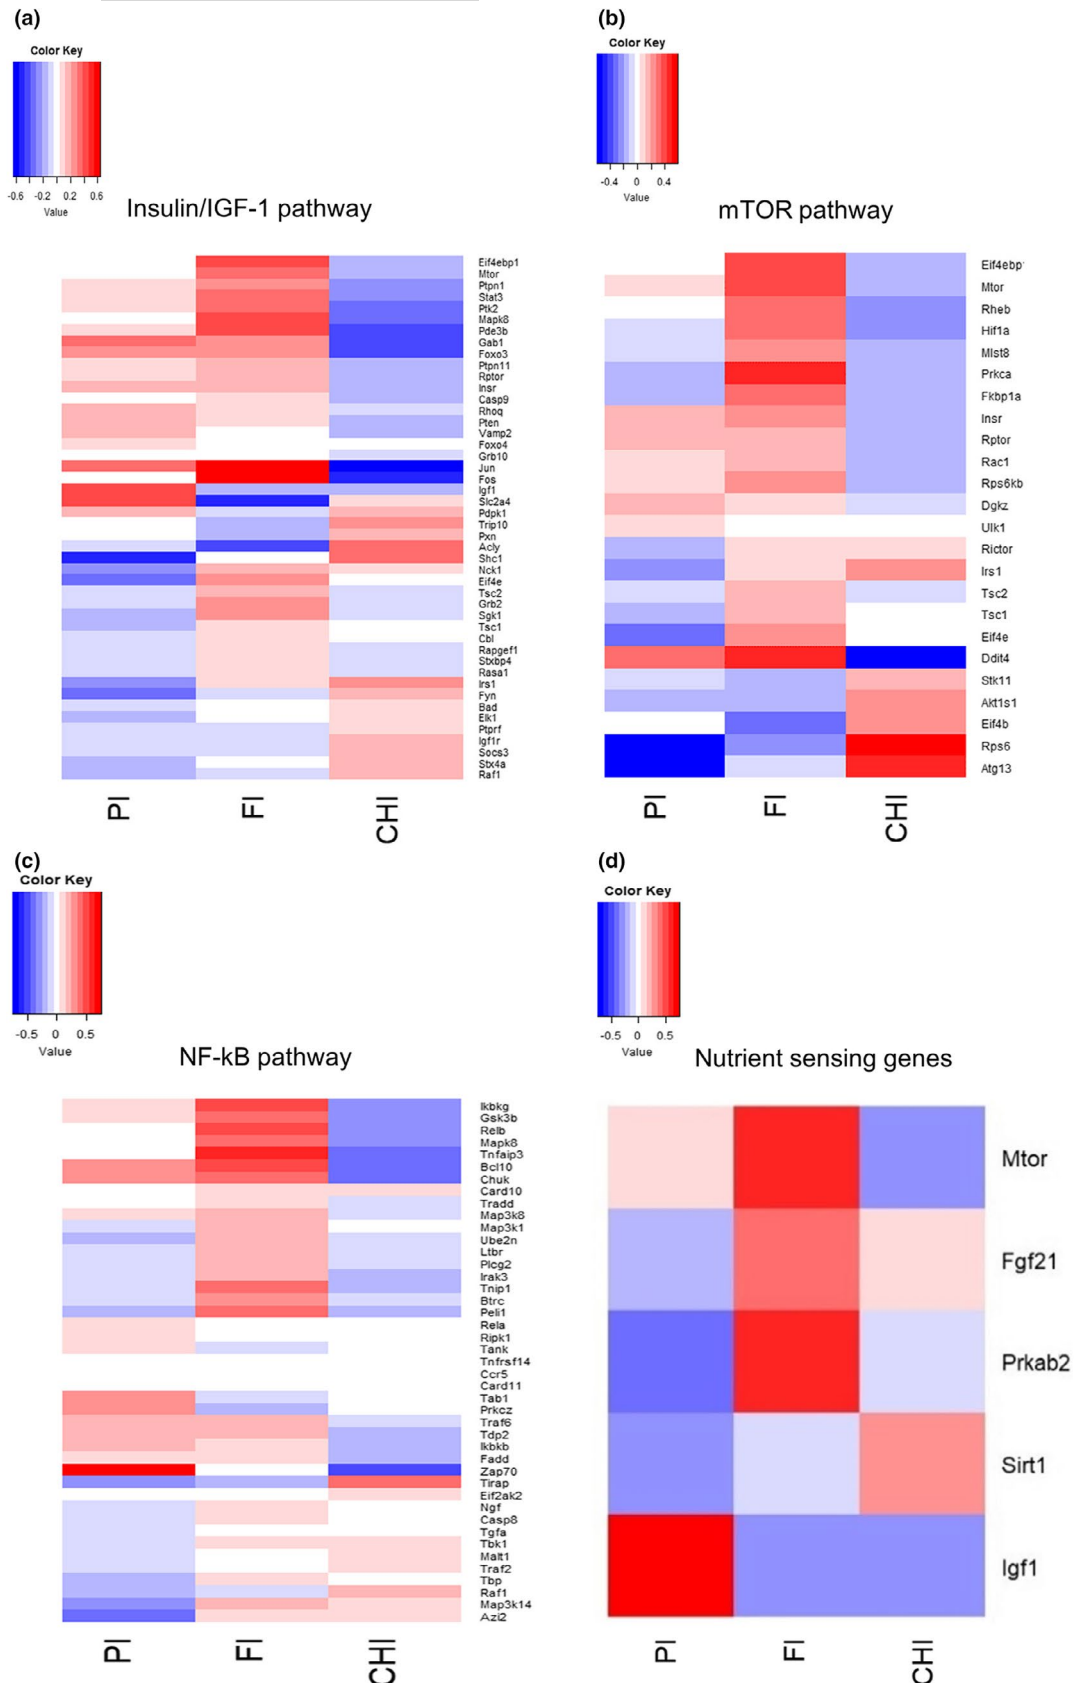 (a)
Color Key
-0.6 -0.2 0.2 0.6
Value
Insulin/IGF-1 pathway
Eif4ebp1
Mtor
Ptpn1
Stat3
Ptk2
Mapk8
Pde3b
Gab1
Foxo3
Ptpn11
Rptor
Insr
Casp9
Rhoq
Pten
Vamp2
Foxo4
Grb10
Jun
Fos
Igf1
Slc2a4
Pdpk1
Trip10
Pxn
Acly
Shc1
Nck1
Eif4e
Tsc2
Grb2
Sgk1
Tsc1
Cbl
Rapgef1
Stxbp4
Rasa1
Irs1
Fyn
Bad
Elk1
Ptprf
Igf1r
Socs3
Stx4a
Raf1
PI FI CHI
(b)
Color Key
-0.4 0 0.4
Value
mTOR pathway
Eif4ebp
Mtor
Rheb
Hif1a
Mlst8
Prkca
Fkbp1a
Insr
Rptor
Rac1
Rps6kb
Dgkz
Ulk1
Rictor
Irs1
Tsc2
Tsc1
Eif4e
Ddit4
Stk11
Akt1s1
Eif4b
Rps6
Atg13
PI FI CHI
(c)
Color Key
-0.5 0 0.5
Value
NF-kB pathway
Ikbkg
Gsk3b
Relb
Mapk8
Tnfaip3
Bcl10
Chuk
Card10
Tradd
Map3k8
Map3k1
Ube2n
Ltbr
Plcg2
Irak3
Tnip1
Btrc
Peli1
Rela
Ripk1
Tank
Tnfrsf14
Ccr5
Card11
Tab1
Prkcz
Traf6
Tdp2
Ikbkb
Fadd
Zap70
Tirap
Eif2ak2
Ngf
Casp8
Tgfa
Tbk1
Malt1
Traf2
Tbp
Raf1
Map3k14
Azi2
PI FI CHI
(d)
Color Key
-0.5 0 0.5
Value
Nutrient sensing genes
Mtor
Fgf21
Prkab2
Sirt1
Igf1
PI FI CHI